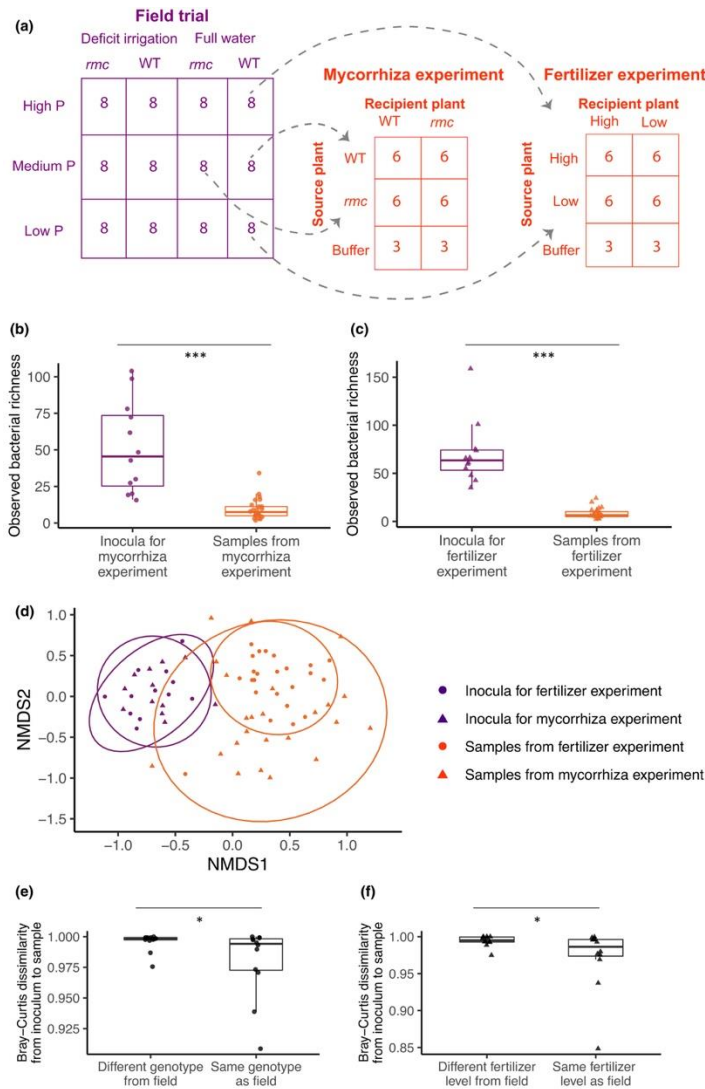 (a)
Field trial
Deficit irrigation Full water
rmc WT rmc WT
High P 8 8 8 8
Medium P 8 8 8 8
Low P 8 8 8 8
Mycorrhiza experiment
Recipient plant
WT rmc
Source plant
WT 6 6
rmc 6 6
Buffer 3 3
Fertilizer experiment
Recipient plant
High Low
Source plant
High 6 6
Low 6 6
Buffer 3 3
(b)
***
Observed bacterial richness
100
75
50
25
0
Inocula for Samples from
mycorrhiza mycorrhiza
experiment experiment
(c)
***
Observed bacterial richness
150
100
50
0
Inocula for Samples from
fertilizer fertilizer
experiment experiment
(d)
NMDS2
1.0
0.5
0.0
−0.5
−1.0
−1.5
−1.0 −0.5 0.0 0.5 1.0
NMDS1
Inocula for fertilizer experiment
Inocula for mycorrhiza experiment
Samples from fertilizer experiment
Samples from mycorrhiza experiment
(e)
*
Bray−Curtis dissimilarity
from inoculum to sample
1.000
0.975
0.950
0.925
Different genotype Same genotype
from field as field
(f)
*
Bray−Curtis dissimilarity
from inoculum to sample
1.00
0.95
0.90
0.85
Different fertilizer Same fertilizer
level from field level as field